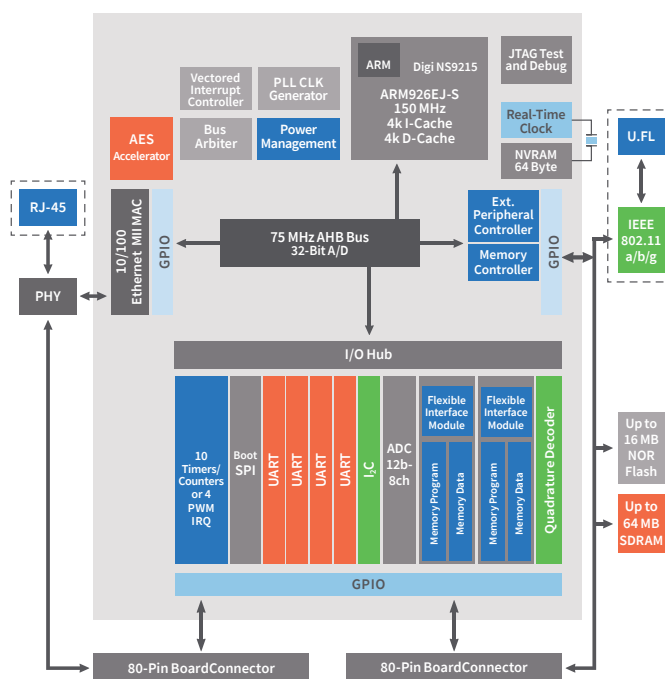 ARM
Digi NS9215
ARM926EJ-S
150 MHz
4k I-Cache
4k D-Cache
JTAG Test
and Debug
Vectored
Interrupt
Controller
PLL CLK
Generator
AES
Accelerator
Bus
Arbiter
Power
Management
Real-Time
Clock
NVRAM
64 Byte
U.FL
IEEE
802.11
a/b/g
RJ-45
PHY
10/100
Ethernet MII MAC
GPIO
75 MHz AHB Bus
32-Bit A/D
Ext.
Peripheral
Controller
Memory
Controller
GPIO
I/O Hub
10
Timers/
Counters
or 4
PWM
IRQ
Boot
SPI
UART
UART
UART
UART
I2C
ADC
12b-
8ch
Flexible
Interface
Module
Memory Program
Memory Data
Flexible
Interface
Module
Memory Program
Memory Data
Quadrature Decoder
Up to
16 MB
NOR
Flash
Up to
64 MB
SDRAM
GPIO
80-Pin BoardConnector
80-Pin BoardConnector